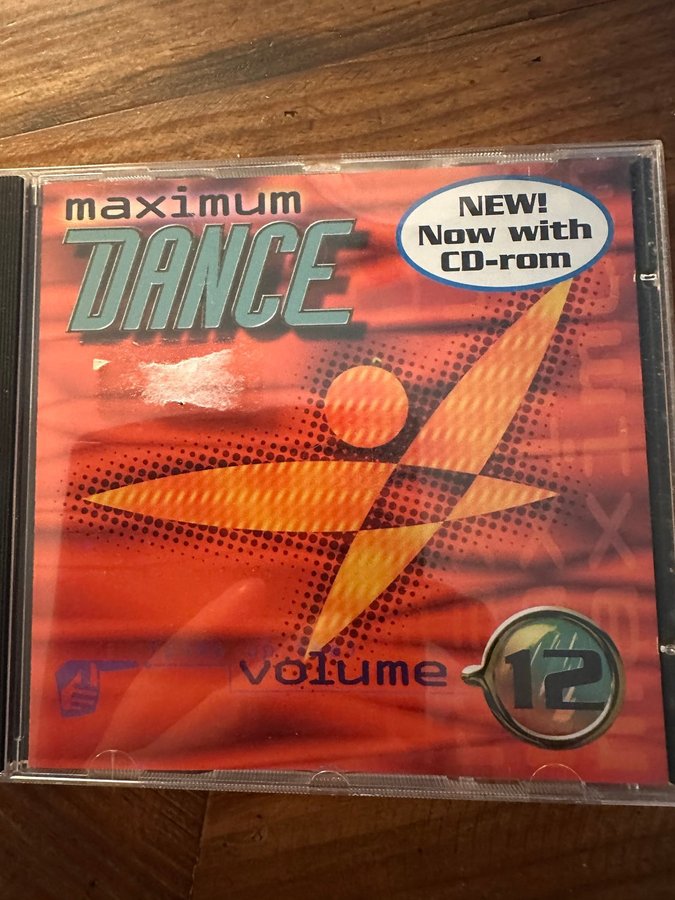 maximum
DANCE
NEW!
Now with
CD-rom
volume
12